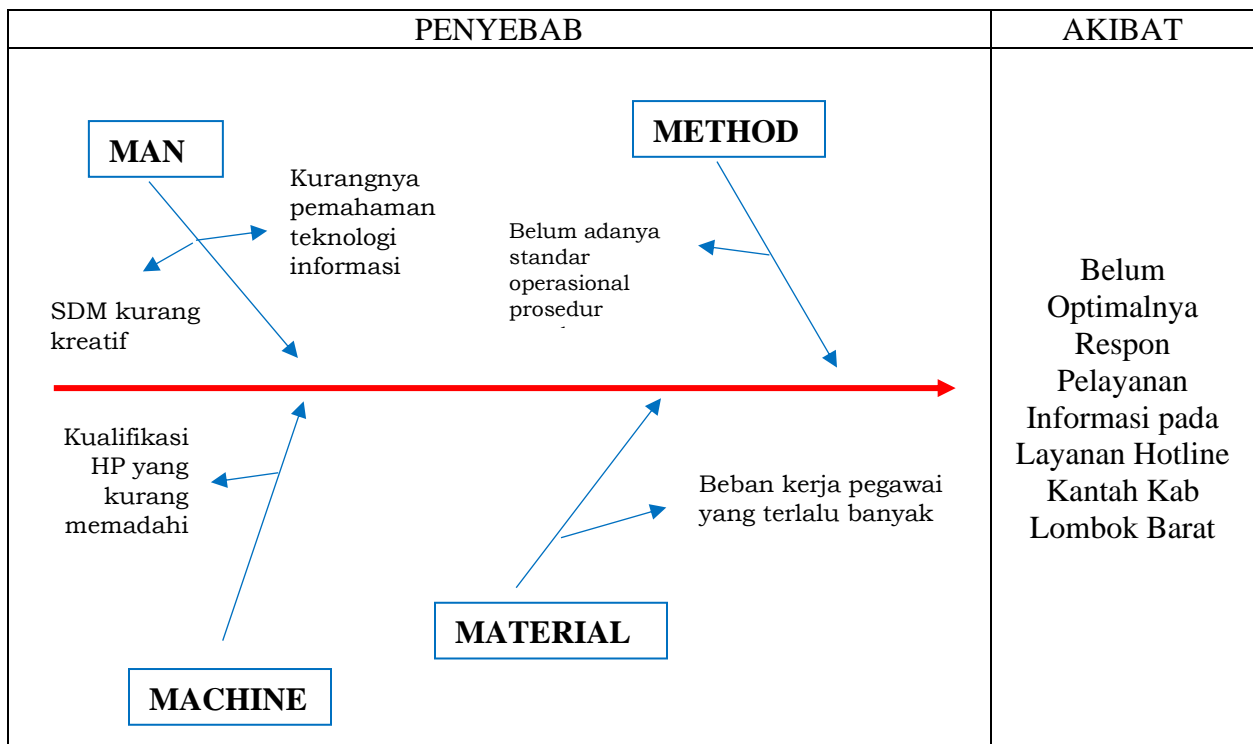 PENYEBAB
AKIBAT
MAN
METHOD
Kurangnya
pemahaman
teknologi
informasi
Belum adanya
standar
operasional
prosedur
SDM kurang
kreatif
Kualifikasi
HP yang
kurang
memadahi
Beban kerja pegawai
yang terlalu banyak
MATERIAL
MACHINE
Belum
Optimalnya
Respon
Pelayanan
Informasi pada
Layanan Hotline
Kantah Kab
Lombok Barat